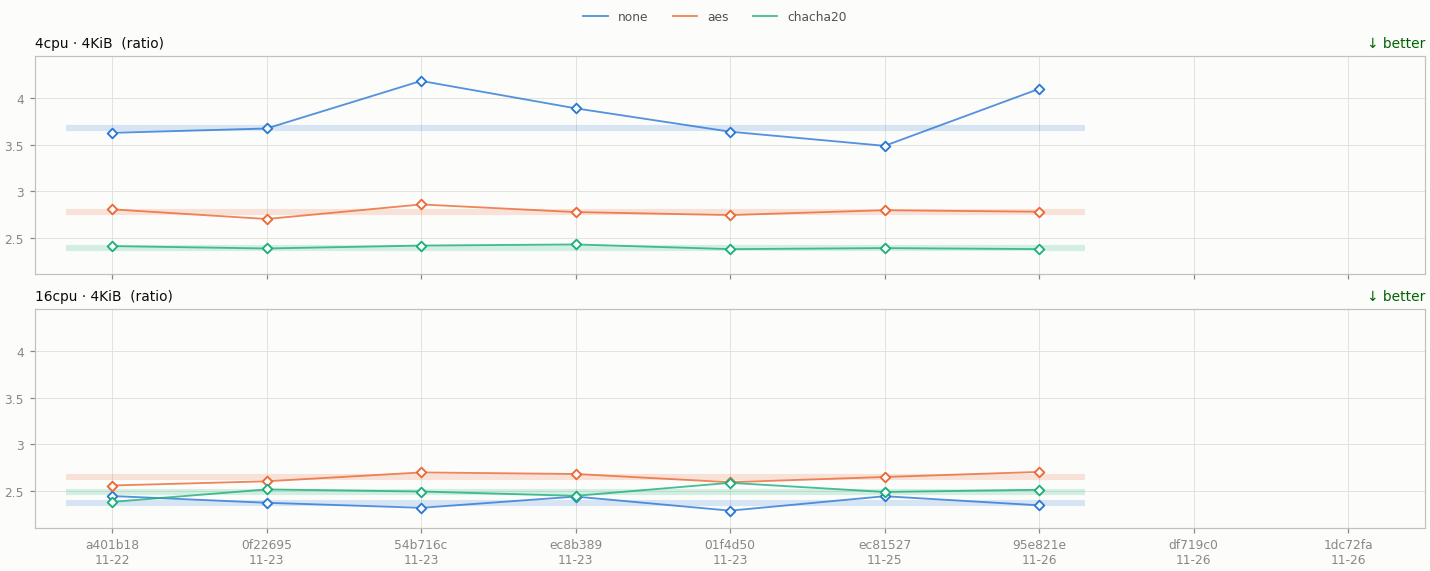 none aes chacha20
4cpu · 4KiB (ratio) ↓ better
4
3.5
3
2.5
16cpu · 4KiB (ratio) ↓ better
4
3.5
3
2.5
a401b18 0f22695 54b716c ec8b389 01f4d50 ec81527 95e821e df719c0 1dc72fa
11-22 11-23 11-23 11-23 11-23 11-25 11-26 11-26 11-26